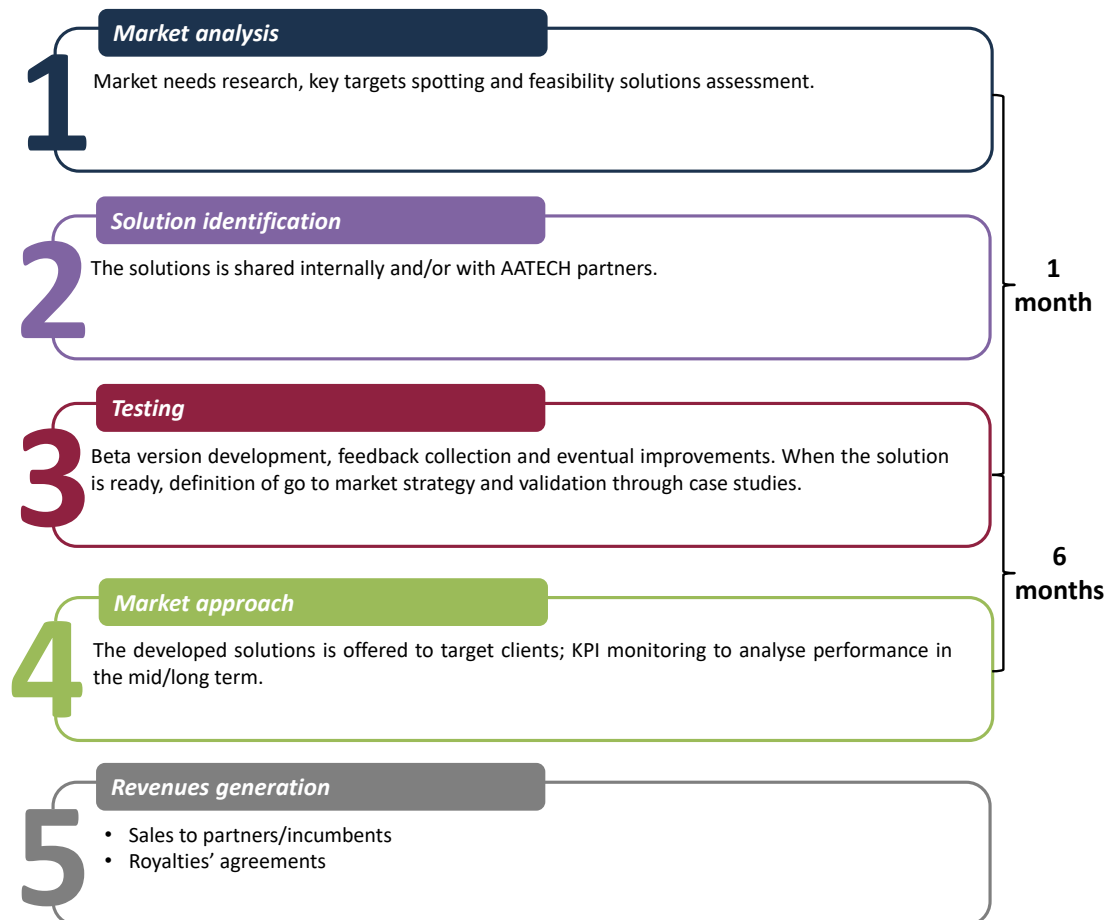 1
Market analysis
Market needs research, key targets spotting and feasibility solutions assessment.
2
Solution identification
The solutions is shared internally and/or with AATECH partners.
1
month
3
Testing
Beta version development, feedback collection and eventual improvements. When the solution
is ready, definition of go to market strategy and validation through case studies.
6
months
4
Market approach
The developed solutions is offered to target clients; KPI monitoring to analyse performance in
the mid/long term.
5
Revenues generation
• Sales to partners/incumbents
• Royalties’ agreements